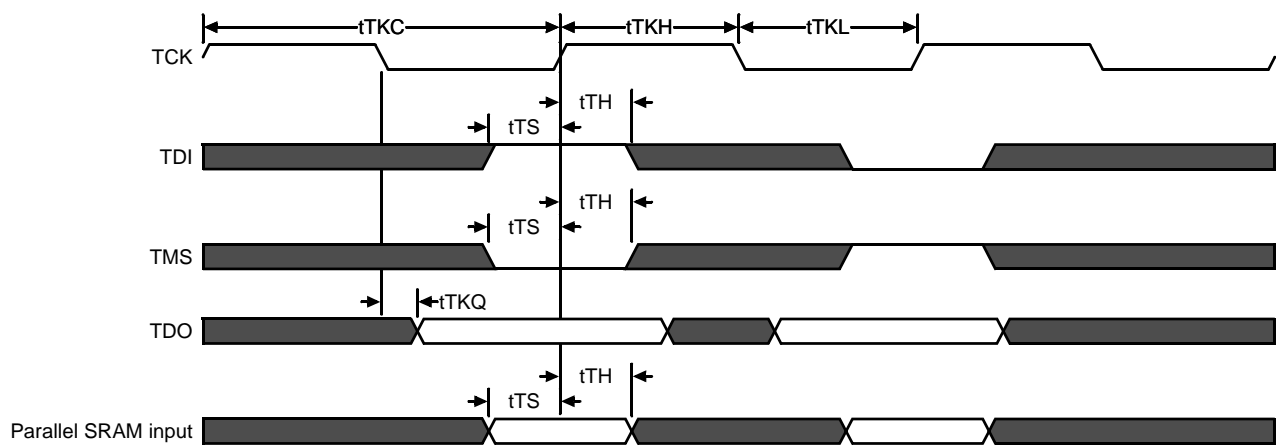 tTKC tTKH tTKL
TCK
tTH
tTS
TDI
tTH
tTS
TMS
tTKQ
TDO
tTH
tTS
Parallel SRAM input